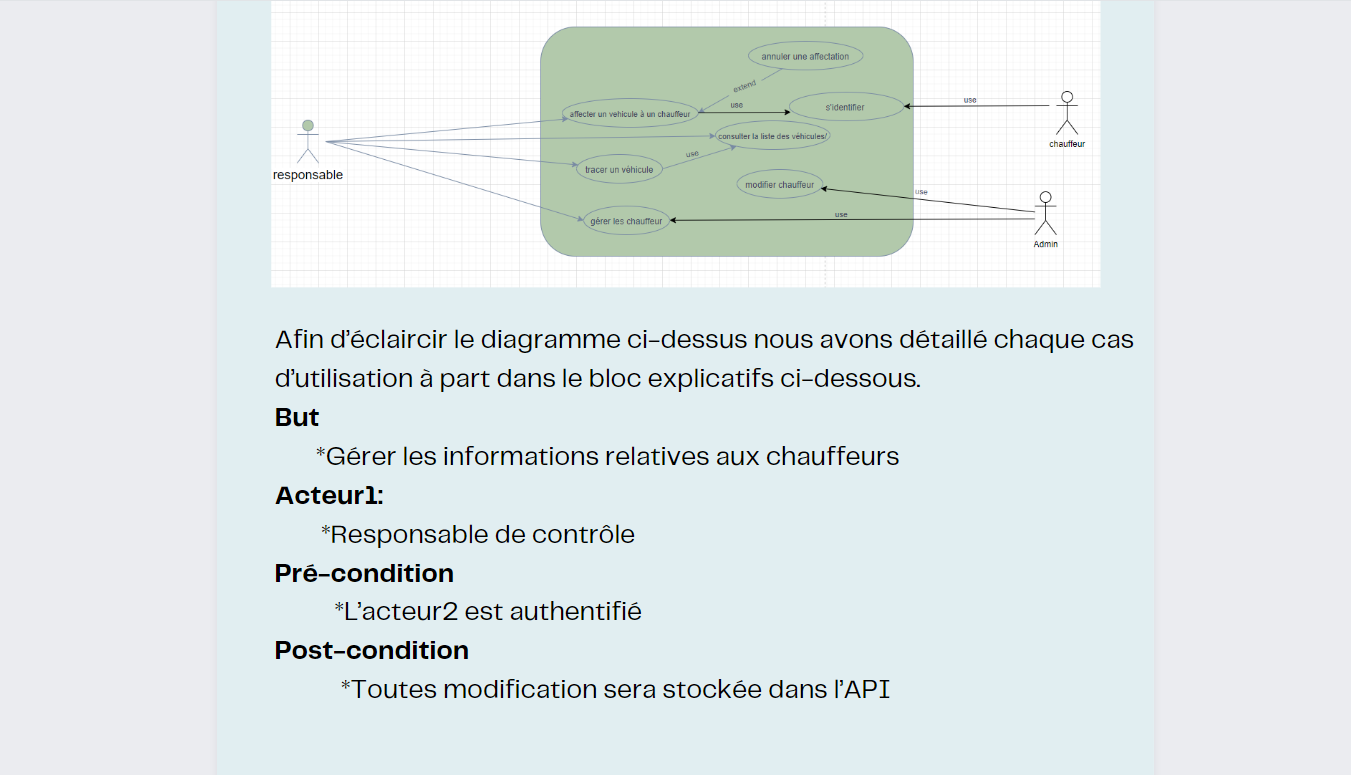 annuler une affectation
extend
use
s'identifier
use
affecter un vehicule à un chauffeur
consulter la liste des véhicules/
chauffeur
use
tracer un véhicule
responsable
modifier chauffeur
use
use
gérer les chauffeur
Admin
Afin d'éclaircir le diagramme ci-dessus nous avons détaillé chaque cas
d'utilisation à part dans le bloc explicatifs ci-dessous.
But
*Gérer les informations relatives aux chauffeurs
Acteur1:
*Responsable de contrôle
Pré-condition
*L'acteur2 est authentifié
Post-condition
*Toutes modification sera stockée dans l'API